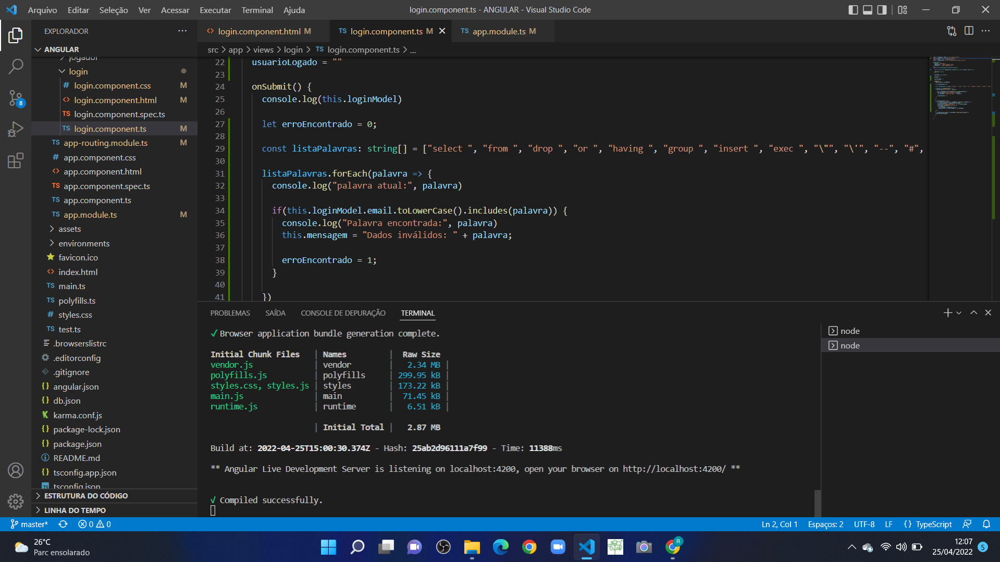 Arquivo Editar Seleção Ver Acessar Executar Terminal Ajuda
login.component.ts - ANGULAR - Visual Studio Code
EXPLORADOR
ANGULAR
jogador
login
login.component.css M
login.component.html M
login.component.spec.ts
login.component.ts M
app-routing.module.ts M
app.component.css
app.component.html
app.component.spec.ts
app.component.ts
app.module.ts M
assets
environments
favicon.ico
index.html
main.ts
polyfills.ts
styles.css
test.ts
.browserslistrc
.editorconfig
.gitignore
angular.json
db.json
karma.conf.js
package-lock.json
package.json
README.md
tsconfig.app.json
tsconfig.json
ESTRUTURA DO CÓDIGO
LINHA DO TEMPO
8
login.component.html M
TS login.component.ts M
TS app.module.ts M
src > app > views > login > TS login.component.ts > ...
22 usuarioLogado = ""
23
24 onSubmit() {
25 console.log(this.loginModel)
26
27 let erroEncontrado = 0;
28
29 const listaPalavras: string[] = ["select ", "from ", "drop ", "or ", "having ", "group ", "insert ", "exec ", "\"", "\'", "--", "#",
30
31 listaPalavras.forEach(palavra => {
32 console.log("palavra atual:", palavra)
33
34 if(this.loginModel.email.toLowerCase().includes(palavra)) {
35 console.log("Palavra encontrada:", palavra)
36 this.mensagem = "Dados inválidos: " + palavra;
37
38 erroEncontrado = 1;
39 }
40
41 })
PROBLEMAS SAÍDA CONSOLE DE DEPURAÇÃO TERMINAL
✓ Browser application bundle generation complete.
Initial Chunk Files | Names | Raw Size
vendor.js | vendor | 2.34 MB |
polyfills.js | polyfills | 299.95 kB |
styles.css, styles.js | styles | 173.22 kB |
main.js | main | 71.45 kB |
runtime.js | runtime | 6.51 kB |
| Initial Total | 2.87 MB
Build at: 2022-04-25T15:00:30.374Z - Hash: 25ab2d96111a7f99 - Time: 11388ms
** Angular Live Development Server is listening on localhost:4200, open your browser on http://localhost:4200/ **
√ Compiled successfully.
node
node
master* 0 0
Ln 2, Col 1 Espaços: 2 UTF-8 LF {} TypeScript
26°C
Parc ensolarado
R
12:07
25/04/2022
5